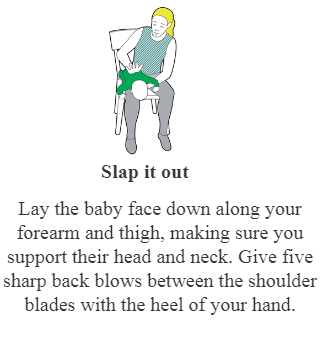 Slap it out
Lay the baby face down along your
forearm and thigh, making sure you
support their head and neck. Give five
sharp back blows between the shoulder
blades with the heel of your hand.